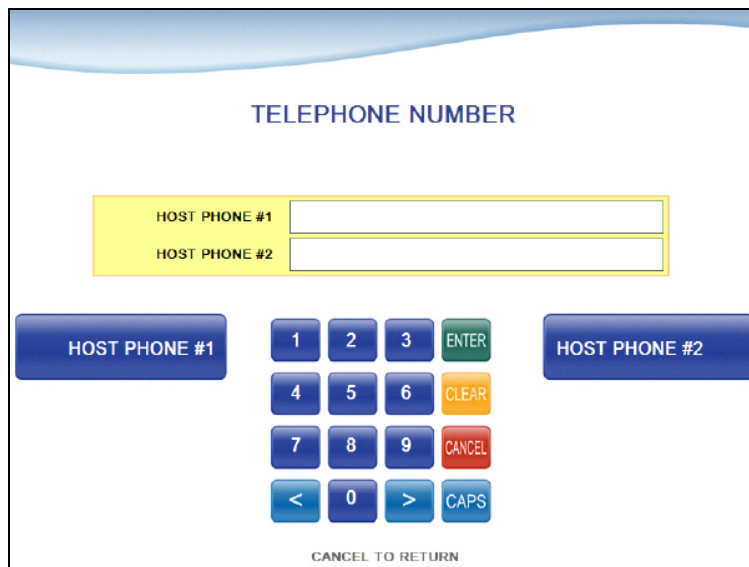 TELEPHONE NUMBER
HOST PHONE #1
HOST PHONE #2
HOST PHONE #1
1 2 3 ENTER
HOST PHONE #2
4 5 6 CLEAR
7 8 9 CANCEL
< 0 > CAPS
CANCEL TO RETURN